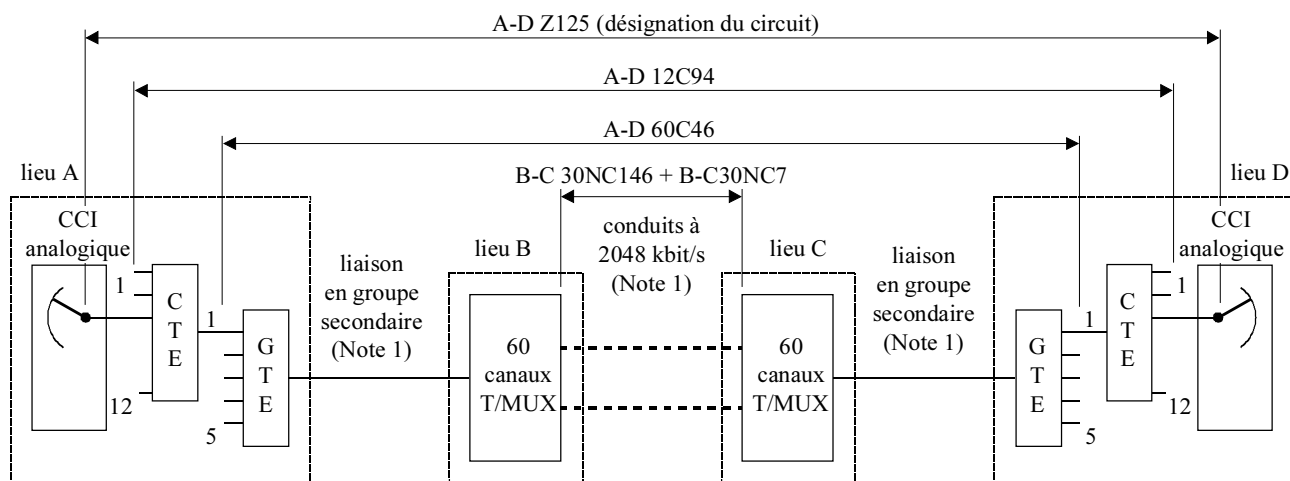 A-D Z125 (désignation du circuit)
A-D 12C94
A-D 60C46
B-C 30NC146 + B-C30NC7
lieu A
CCI
analogique
1
12
C
T
E
1
5
G
T
E
liaison
en groupe
secondaire
(Note 1)
lieu B
60
canaux
T/MUX
conduits à
2048 kbit/s
(Note 1)
lieu C
60
canaux
T/MUX
liaison
en groupe
secondaire
(Note 1)
lieu D
G
T
E
1
5
C
T
E
1
12
CCI
analogique